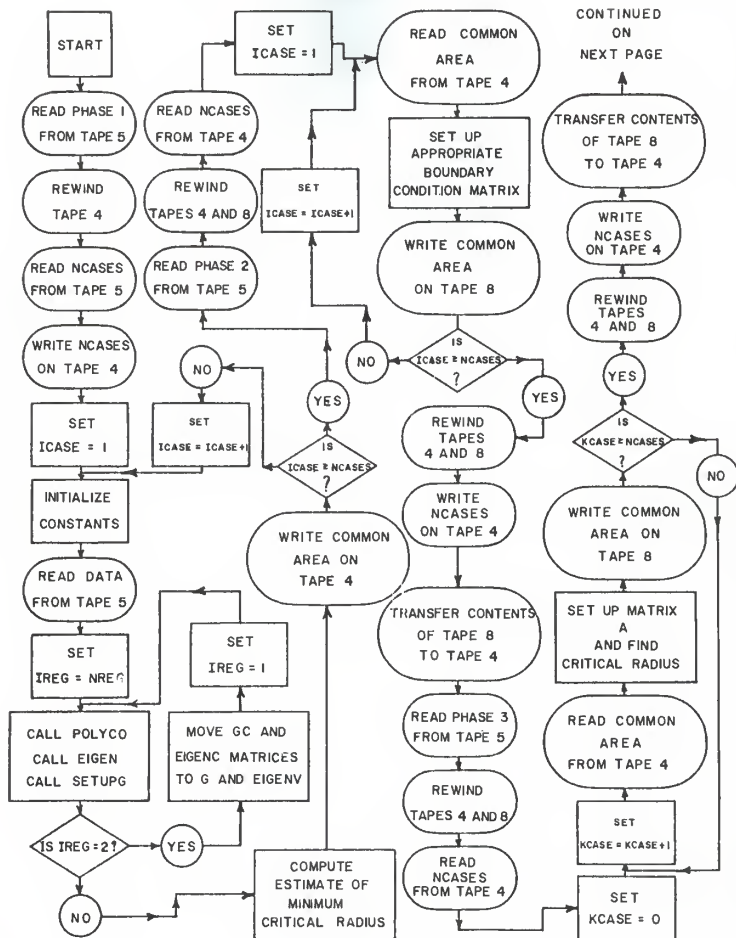 START
READ PHASE 1
FROM TAPE 5
REWIND
TAPE 4
READ NCASES
FROM TAPE 5
WRITE NCASES
ON TAPE 4
SET
ICASE = 1
INITIALIZE
CONSTANTS
READ DATA
FROM TAPE 5
SET
IREG = NREG
CALL POLYCO
CALL EIGEN
CALL SETUPG
IS IREG=2?
YES
NO
MOVE GC AND
EIGENC MATRICES
TO G AND EIGENV
SET
IREG = 1
COMPUTE
ESTIMATE OF
MINIMUM
CRITICAL RADIUS
WRITE COMMON
AREA ON
TAPE 4
IS
ICASE ≥ NCASES
?
NO
SET
ICASE = ICASE+1
YES
READ PHASE 2
FROM TAPE 5
REWIND
TAPES 4 AND 8
READ NCASES
FROM TAPE 4
SET
ICASE = 1
READ COMMON
AREA
FROM TAPE 4
SET UP
APPROPRIATE
BOUNDARY
CONDITION MATRIX
WRITE COMMON
AREA
ON TAPE 8
IS
ICASE ≥ NCASES
?
NO
SET
ICASE = ICASE+1
YES
REWIND
TAPES
4 AND 8
WRITE
NCASES
ON TAPE 4
TRANSFER CONTENTS
OF TAPE 8
TO TAPE 4
READ PHASE 3
FROM TAPE 5
REWIND
TAPES 4 AND 8
READ
NCASES
FROM TAPE 4
SET
KCASE = 0
SET
KCASE = KCASE+1
READ COMMON
AREA
FROM TAPE 4
SET UP MATRIX
A
AND FIND
CRITICAL RADIUS
WRITE COMMON
AREA ON
TAPE 8
IS
KCASE ≥ NCASES
?
NO
YES
REWIND
TAPES
4 AND 8
WRITE
NCASES
ON TAPE 4
TRANSFER CONTENTS
OF TAPE 8
TO TAPE 4
CONTINUED
ON
NEXT PAGE